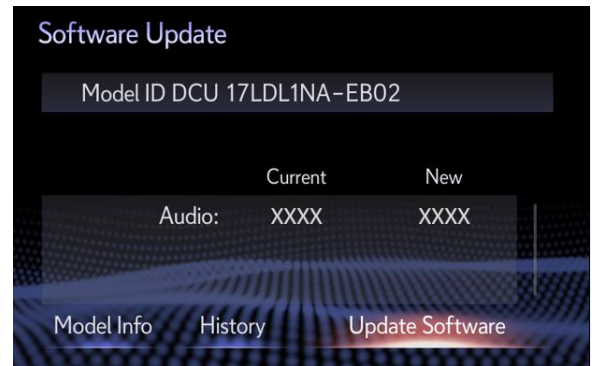 Software Update
Model ID DCU 17LDL1NA-EB02
Current New
Audio: XXXX XXXX
Model Info History Update Software